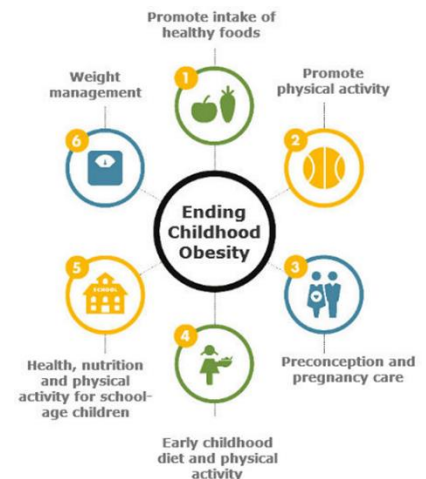 Promote intake of
healthy foods
1
Promote
physical activity
2
Preconception and
pregnancy care
3
Early childhood
diet and physical
activity
4
Health, nutrition
and physical
activity for school-
age children
5
SCHOOL
Weight
management
6
Ending
Childhood
Obesity